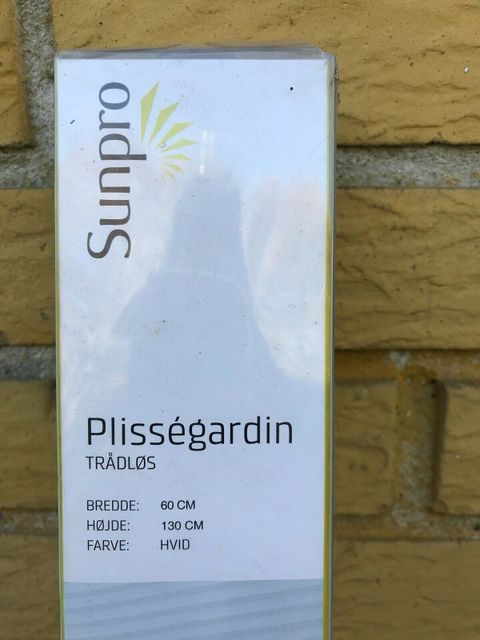 Sunpro
Plisségardin
TRÅDLØS
BREDDE: 60 CM
HØJDE: 130 CM
FARVE: HVID